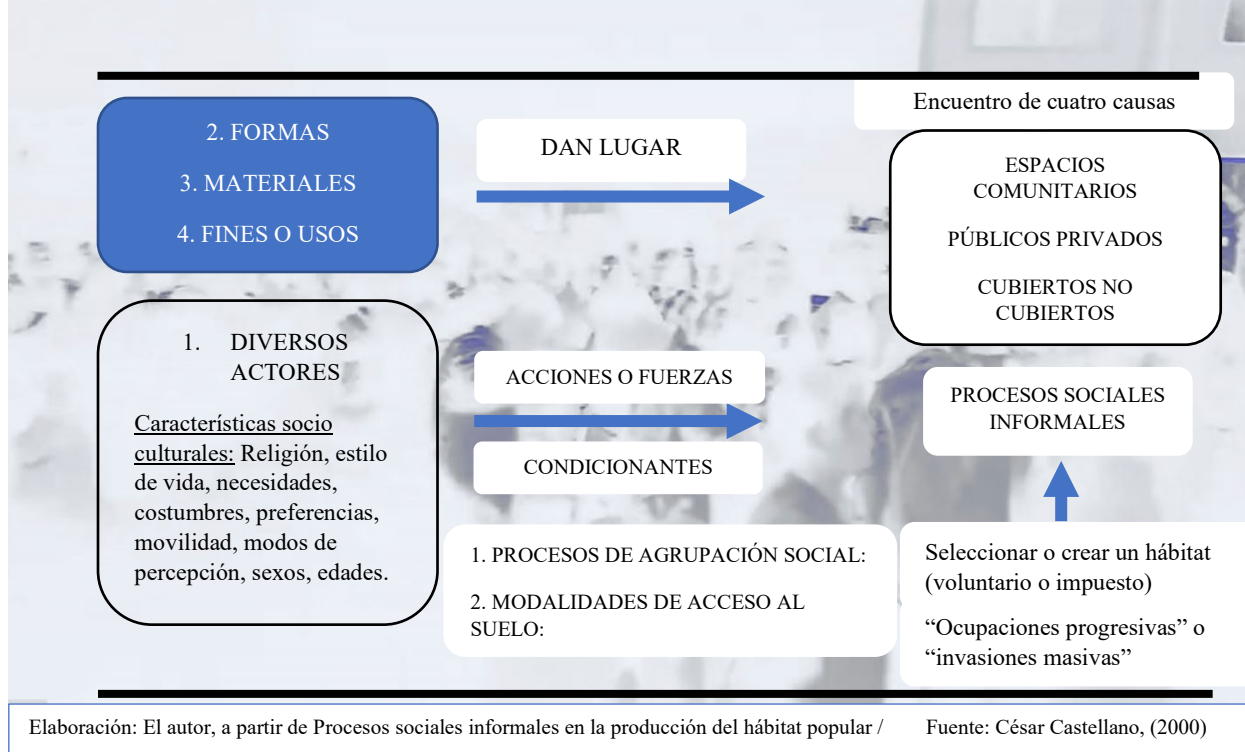 2. FORMAS
3. MATERIALES
4. FINES O USOS
DAN LUGAR
Encuentro de cuatro causas
ESPACIOS
COMUNITARIOS
PÚBLICOS PRIVADOS
CUBIERTOS NO
CUBIERTOS
1. DIVERSOS
ACTORES
Características socio
culturales: Religión, estilo
de vida, necesidades,
costumbres, preferencias,
movilidad, modos de
percepción, sexos, edades.
ACCIONES O FUERZAS
CONDICIONANTES
PROCESOS SOCIALES
INFORMALES
1. PROCESOS DE AGRUPACIÓN SOCIAL:
2. MODALIDADES DE ACCESO AL
SUELO:
Seleccionar o crear un hábitat
(voluntario o impuesto)
“Ocupaciones progresivas” o
“invasiones masivas”
Elaboración: El autor, a partir de Procesos sociales informales en la producción del hábitat popular / Fuente: César Castellano, (2000)